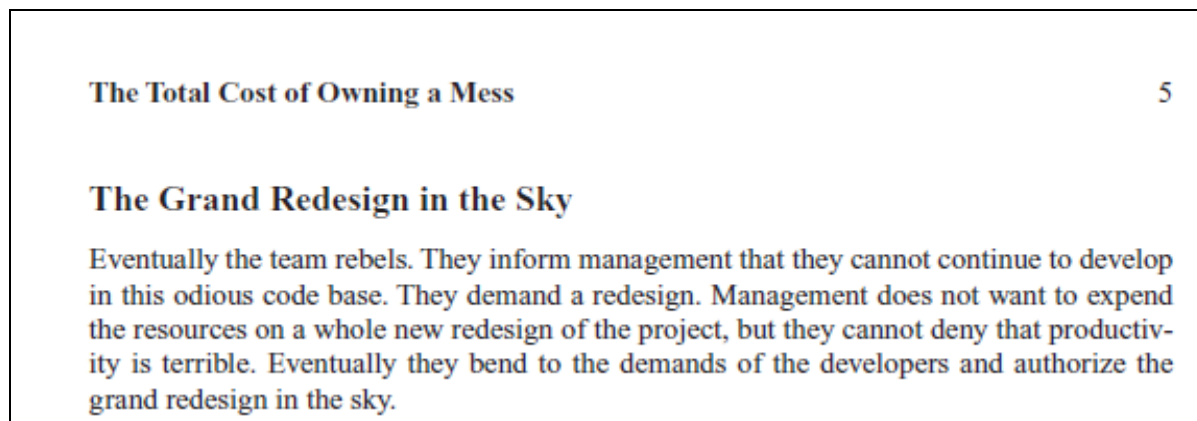 The Total Cost of Owning a Mess 5
The Grand Redesign in the Sky
Eventually the team rebels. They inform management that they cannot continue to develop
in this odious code base. They demand a redesign. Management does not want to expend
the resources on a whole new redesign of the project, but they cannot deny that productiv-
ity is terrible. Eventually they bend to the demands of the developers and authorize the
grand redesign in the sky.